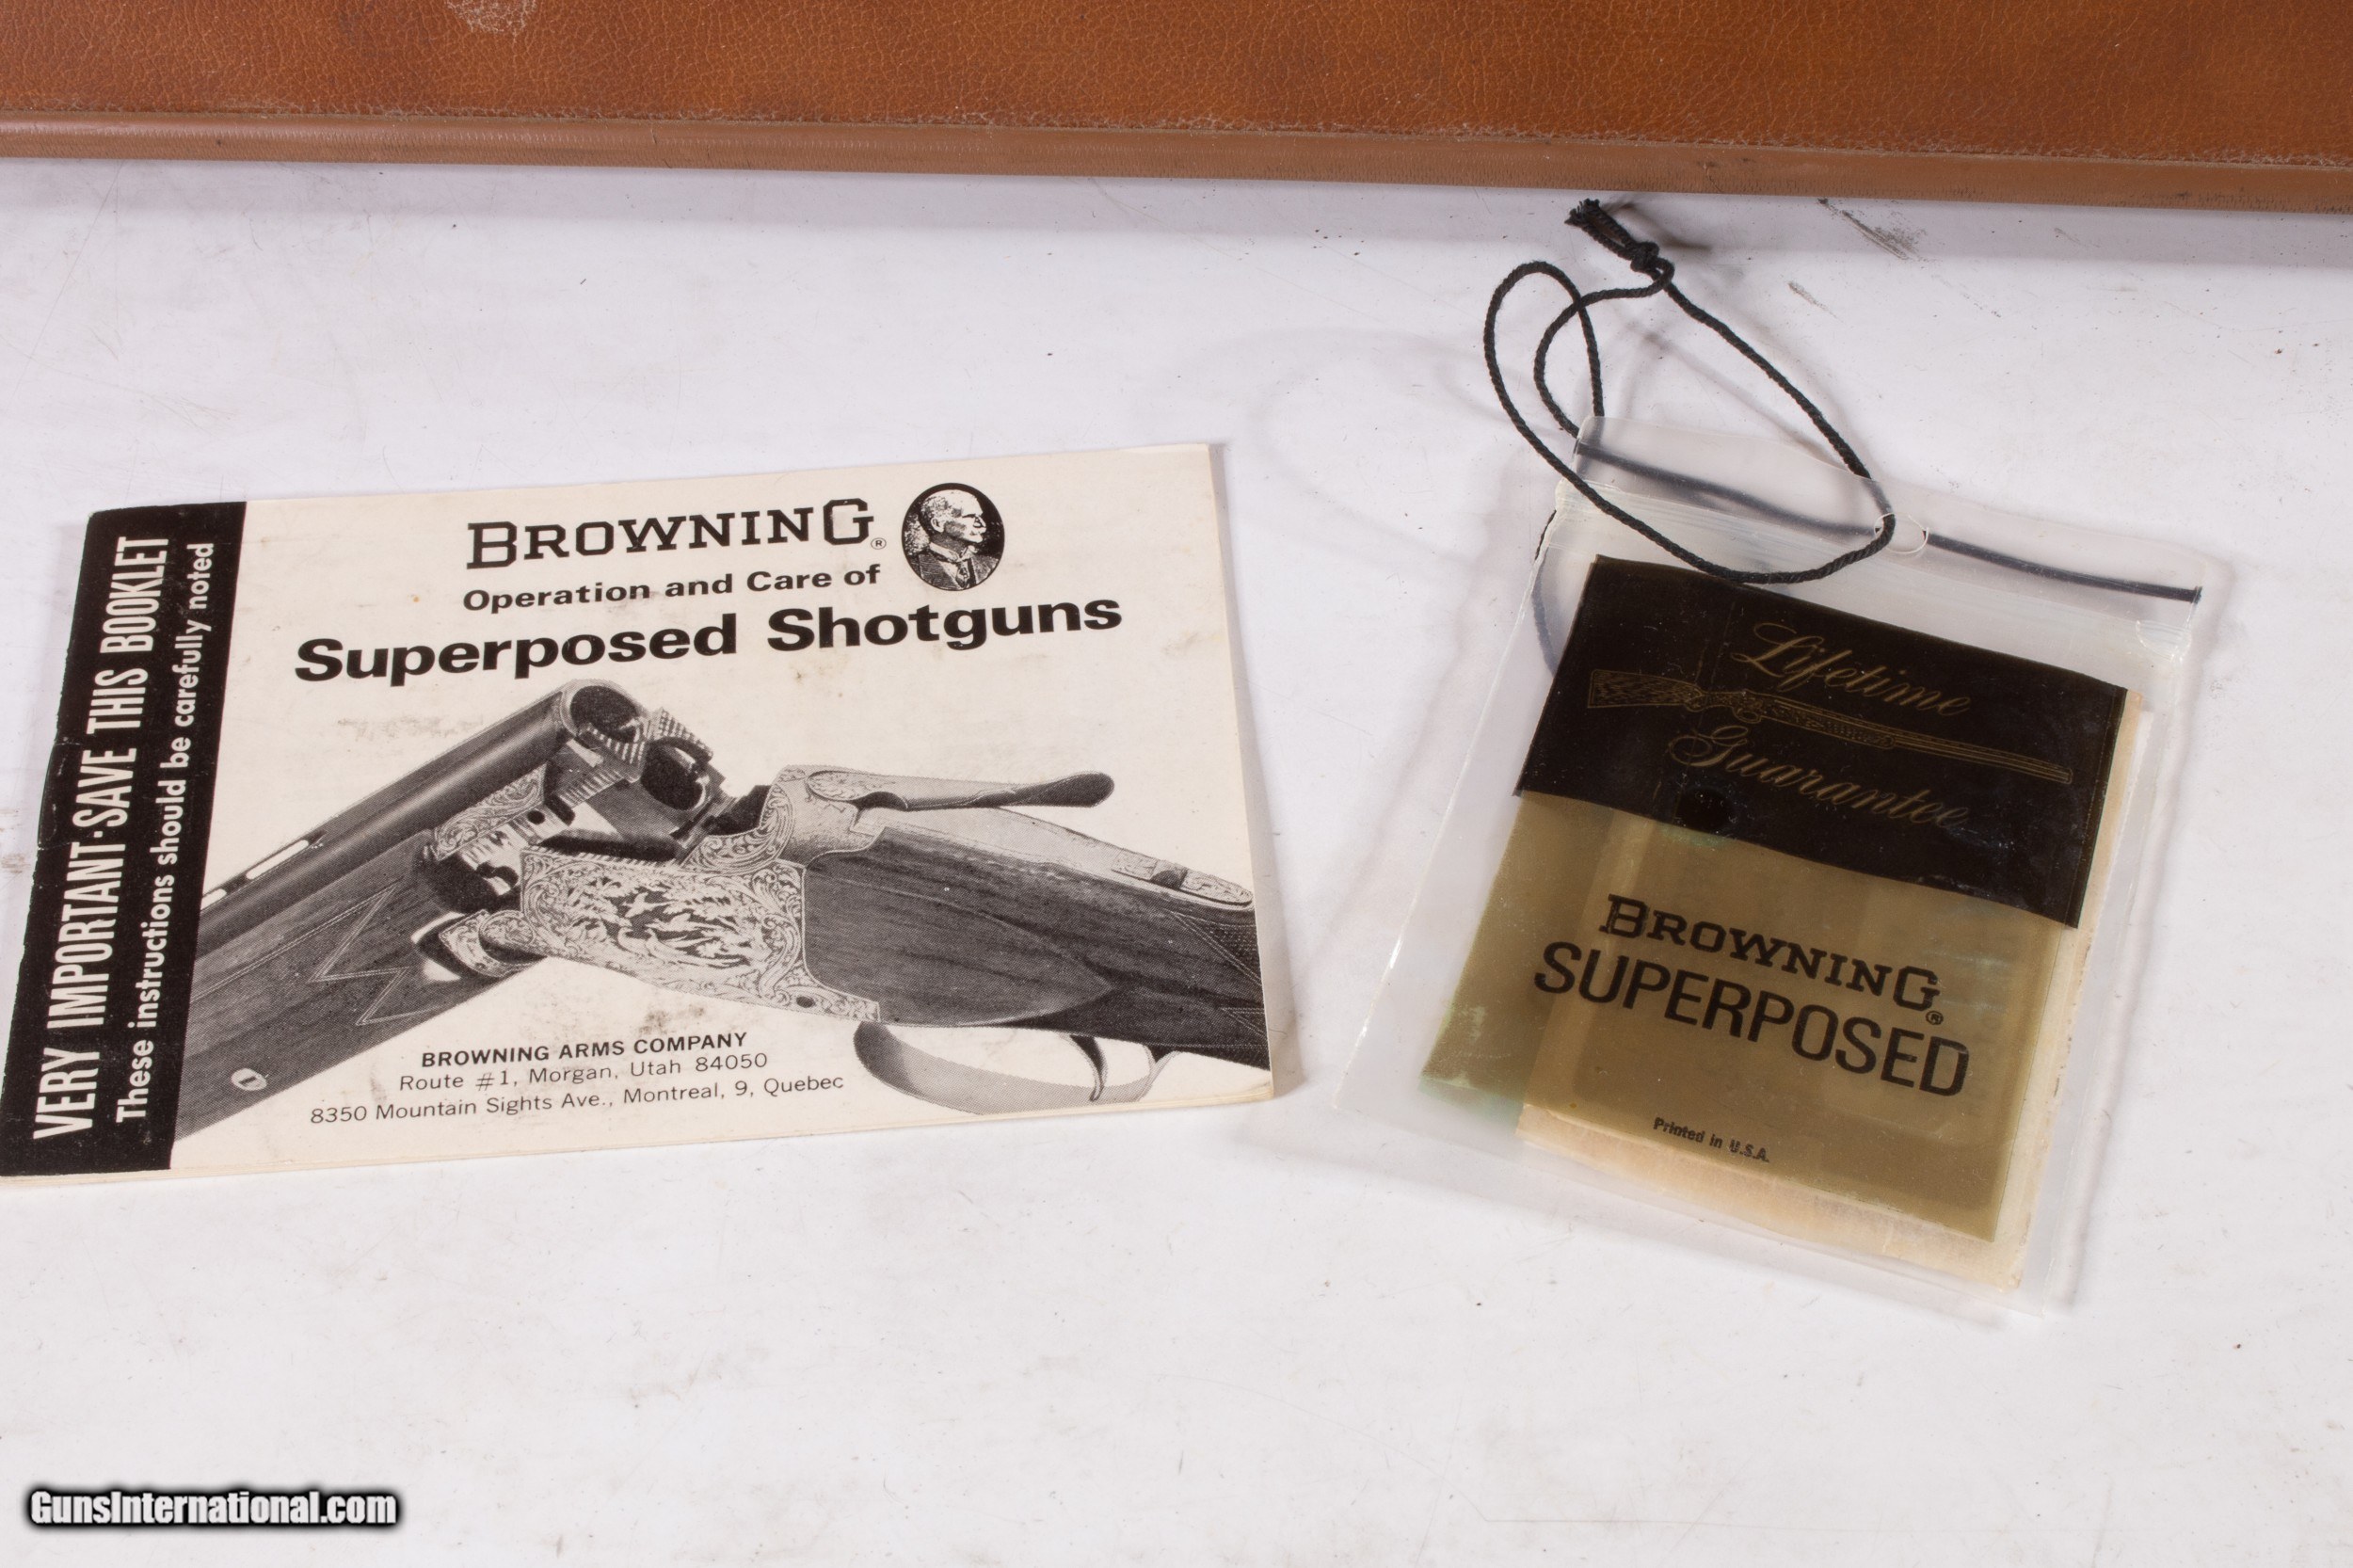 VERY IMPORTANT·SAVE THIS BOOKLET
These instructions should be carefully noted
BROWNING®
Operation and Care of
Superposed Shotguns
BROWNING ARMS COMPANY
Route #1, Morgan, Utah 84050
8350 Mountain Sights Ave., Montreal, 9, Quebec
Lifetime
Guarantee
BROWNING®
SUPERPOSED
Printed in U.S.A.
GunsInternational.com